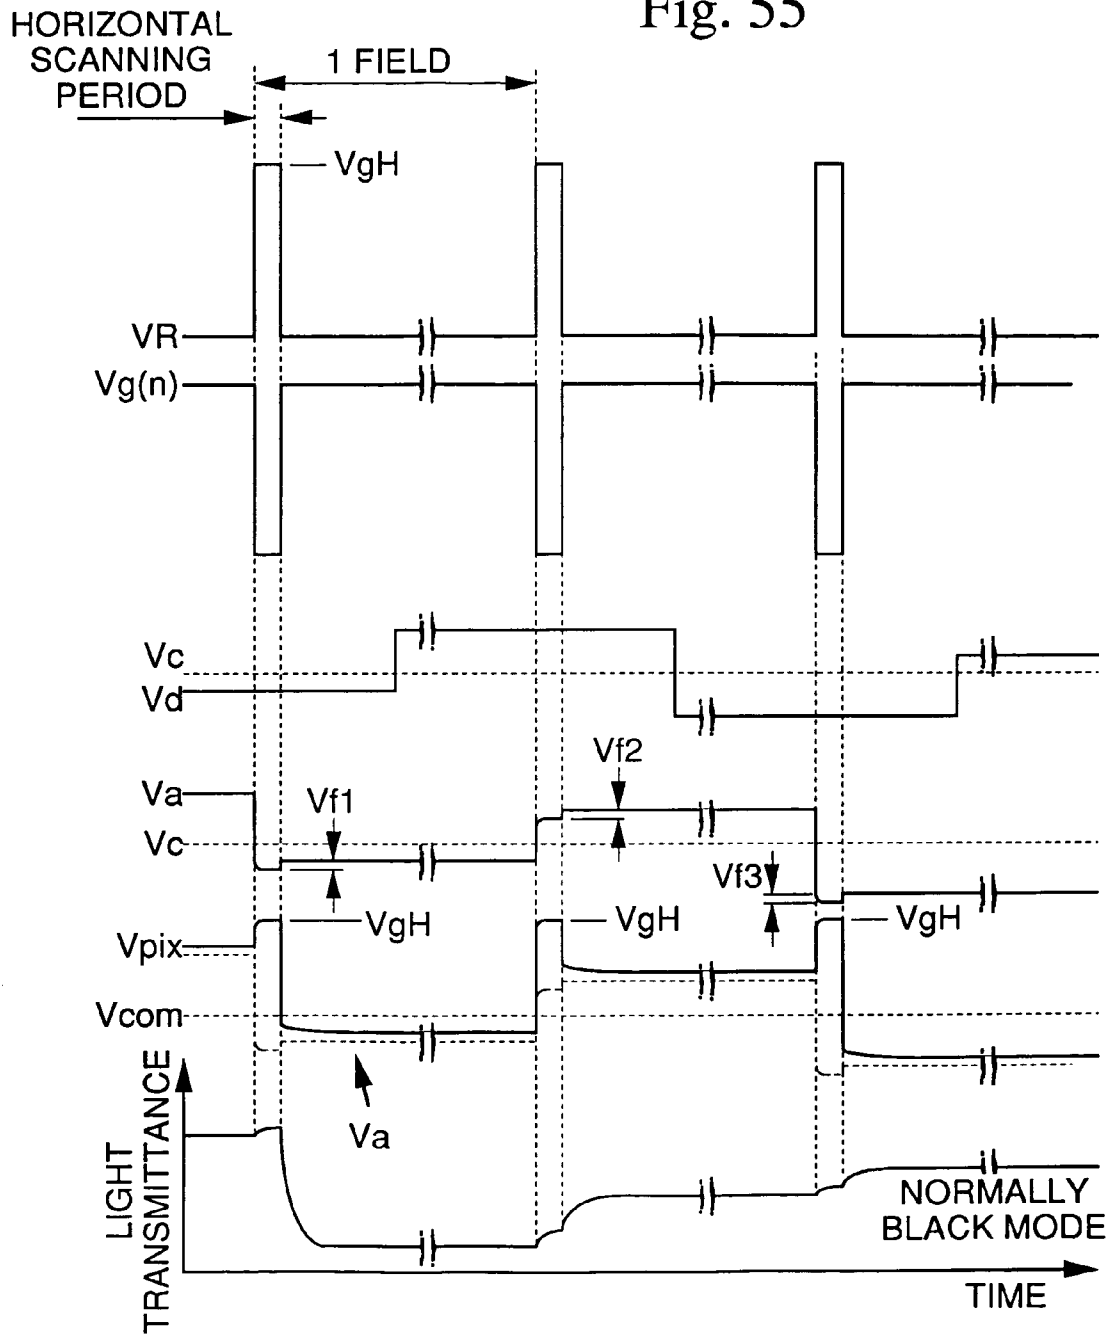 Fig. 55
HORIZONTAL
SCANNING
PERIOD
1 FIELD
VgH
VR
Vg(n)
Vc
Vd
Vf2
Va
Vf1
Vc
Vf3
VgH
VgH
VgH
Vpix
Vcom
Va
LIGHT
TRANSMITTANCE
NORMALLY
BLACK MODE
TIME